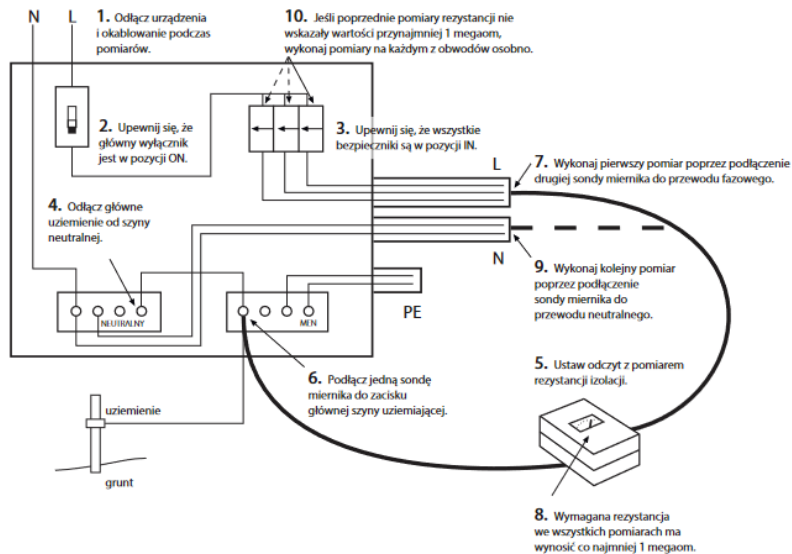 N L
1. Odłącz urządzenia
i okablowanie podczas
pomiarów.
10. Jeśli poprzednie pomiary rezystancji nie
wskazały wartości przynajmniej 1 megaom,
wykonaj pomiary na każdym z obwodów osobno.
2. Upewnij się, że
główny wyłącznik
jest w pozycji ON.
3. Upewnij się, że wszystkie
bezpieczniki są w pozycji IN.
L
7. Wykonaj pierwszy pomiar poprzez podłączenie
drugiej sondy miernika do przewodu fazowego.
4. Odłącz główne
uziemienie od szyny
neutralnej.
N
9. Wykonaj kolejny pomiar
poprzez podłączenie
sondy miernika do
przewodu neutralnego.
PE
NEUTRALNY
MEN
5. Ustaw odczyt z pomiarem
rezystancji izolacji.
6. Podłącz jedną sondę
miernika do zacisku
głównej szyny uziemiającej.
uziemienie
grunt
8. Wymagana rezystancja
we wszystkich pomiarach ma
wynosić co najmniej 1 megaom.